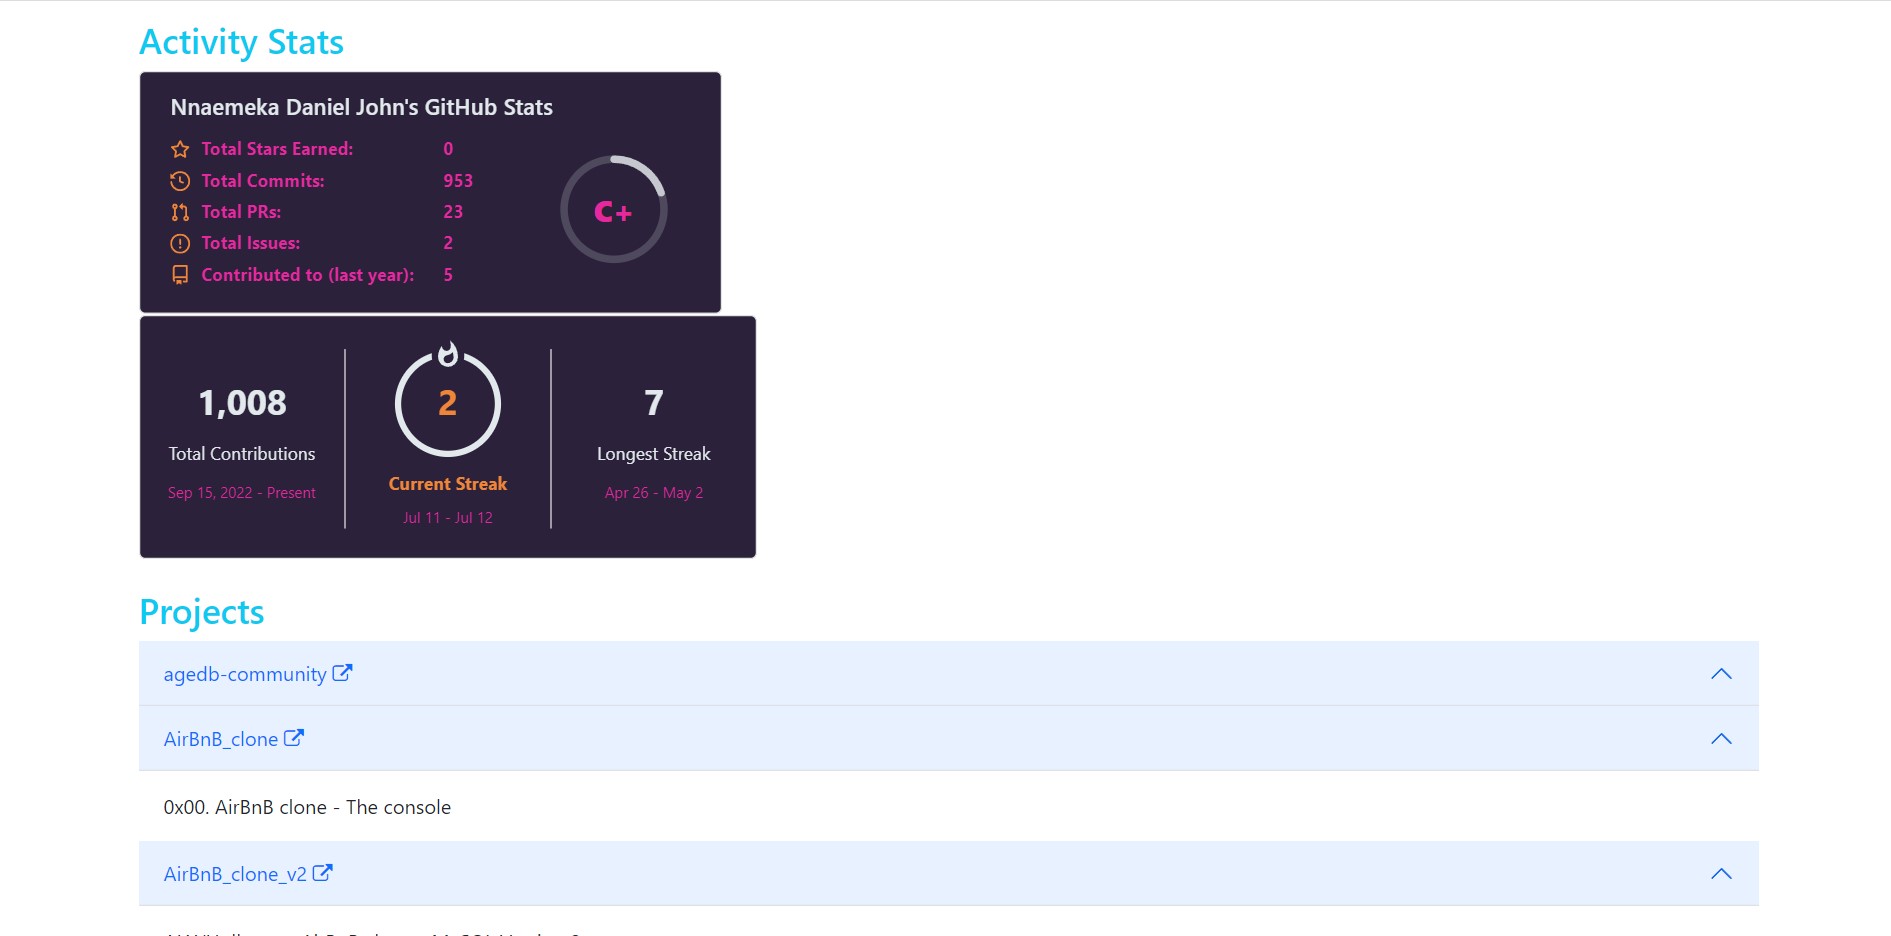 Activity Stats
Nnaemeka Daniel John's GitHub Stats
Total Stars Earned: 0
Total Commits: 953
Total PRs: 23
Total Issues: 2
Contributed to (last year): 5
C+
1,008
Total Contributions
Sep 15, 2022 - Present
2
Current Streak
Jul 11 - Jul 12
7
Longest Streak
Apr 26 - May 2
Projects
agedb-community
AirBnB_clone
0x00. AirBnB clone - The console
AirBnB_clone_v2